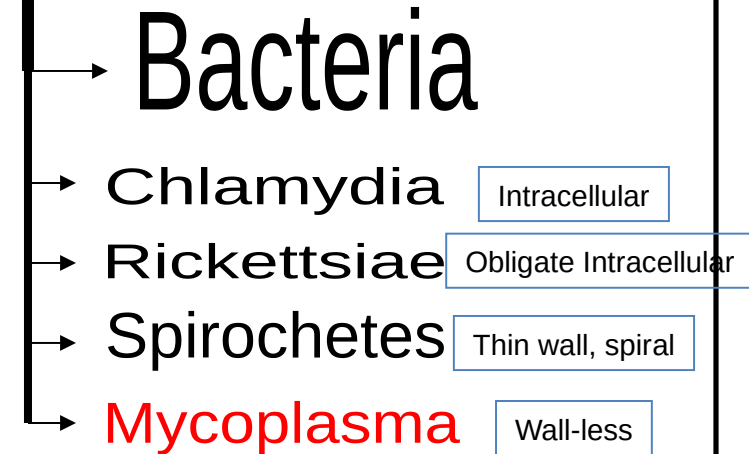 Bacteria
Chlamydia Intracellular
Rickettsiae Obligate Intracellular
Spirochetes Thin wall, spiral
Mycoplasma Wall-less